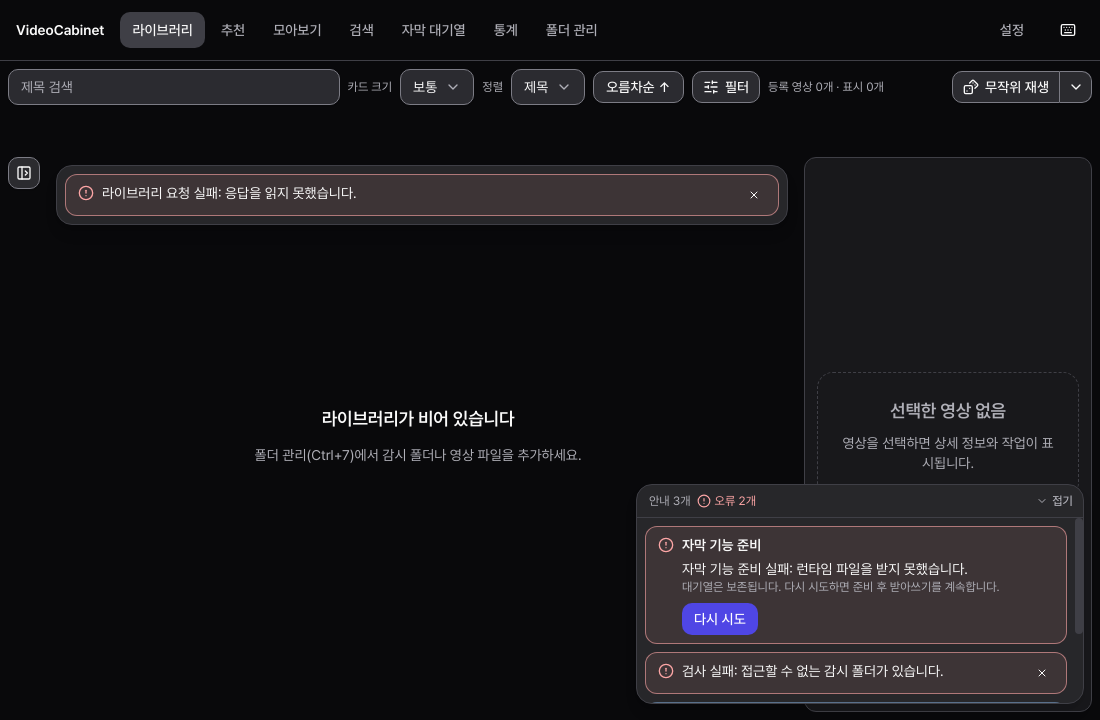 VideoCabinet 라이브러리 추천 모아보기 검색 자막 대기열 통계 폴더 관리 설정
제목 검색 카드 크기 보통 정렬 제목 오름차순 ↑ 필터 등록 영상 0개 · 표시 0개 무작위 재생
라이브러리 요청 실패: 응답을 읽지 못했습니다.
라이브러리가 비어 있습니다
폴더 관리(Ctrl+7)에서 감시 폴더나 영상 파일을 추가하세요.
선택한 영상 없음
영상을 선택하면 상세 정보와 작업이 표
시됩니다.
안내 3개 오류 2개 접기
자막 기능 준비
자막 기능 준비 실패: 런타임 파일을 받지 못했습니다.
대기열은 보존됩니다. 다시 시도하면 준비 후 받아쓰기를 계속합니다.
다시 시도
검사 실패: 접근할 수 없는 감시 폴더가 있습니다.